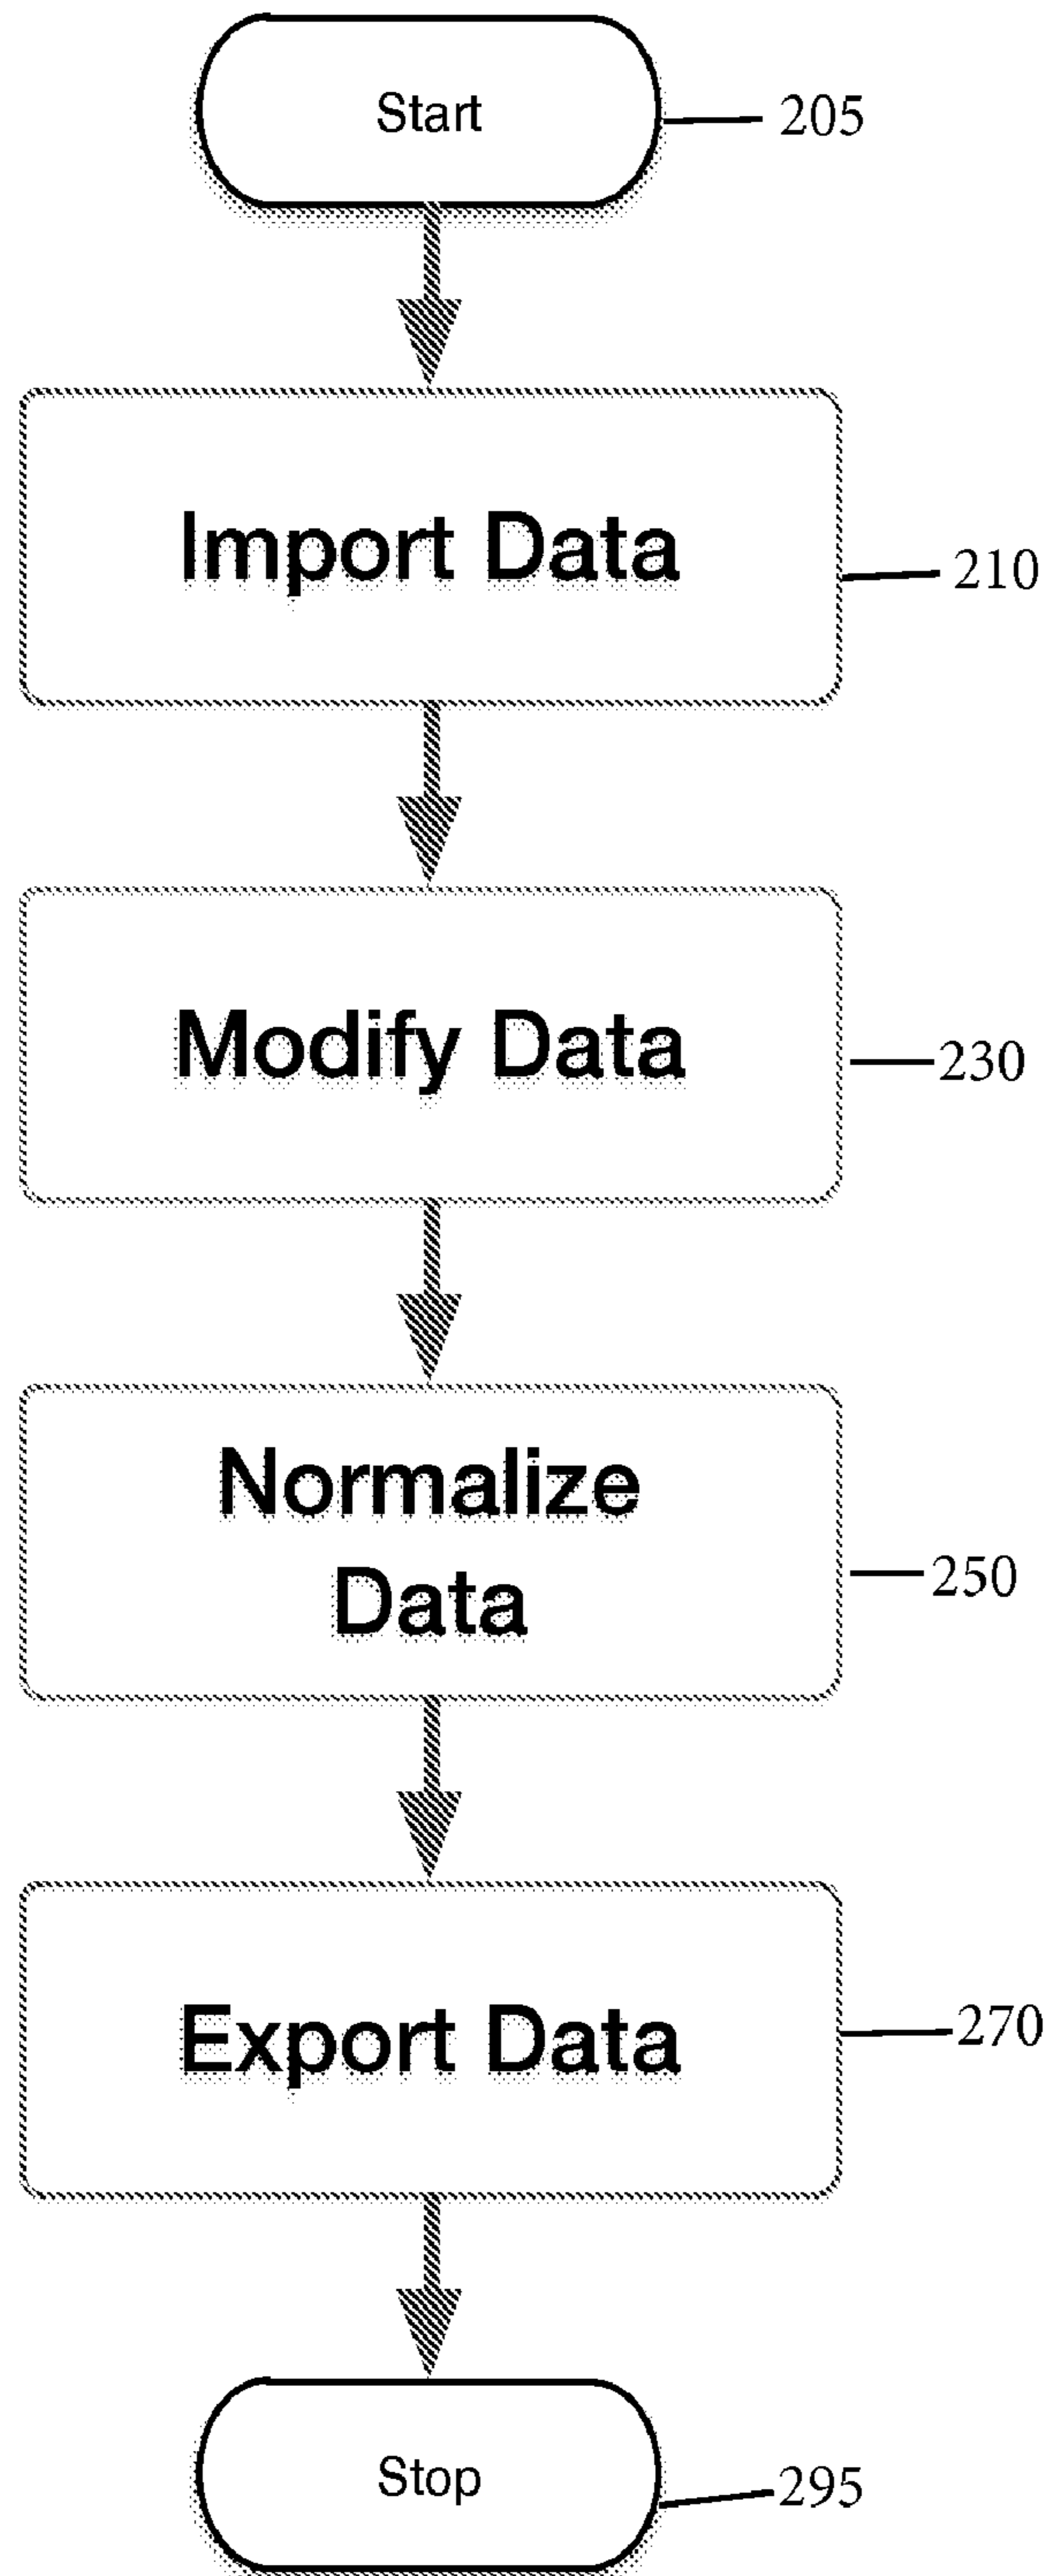 Start
205
Import Data
210
Modify Data
230
Normalize
Data
250
Export Data
270
Stop
295